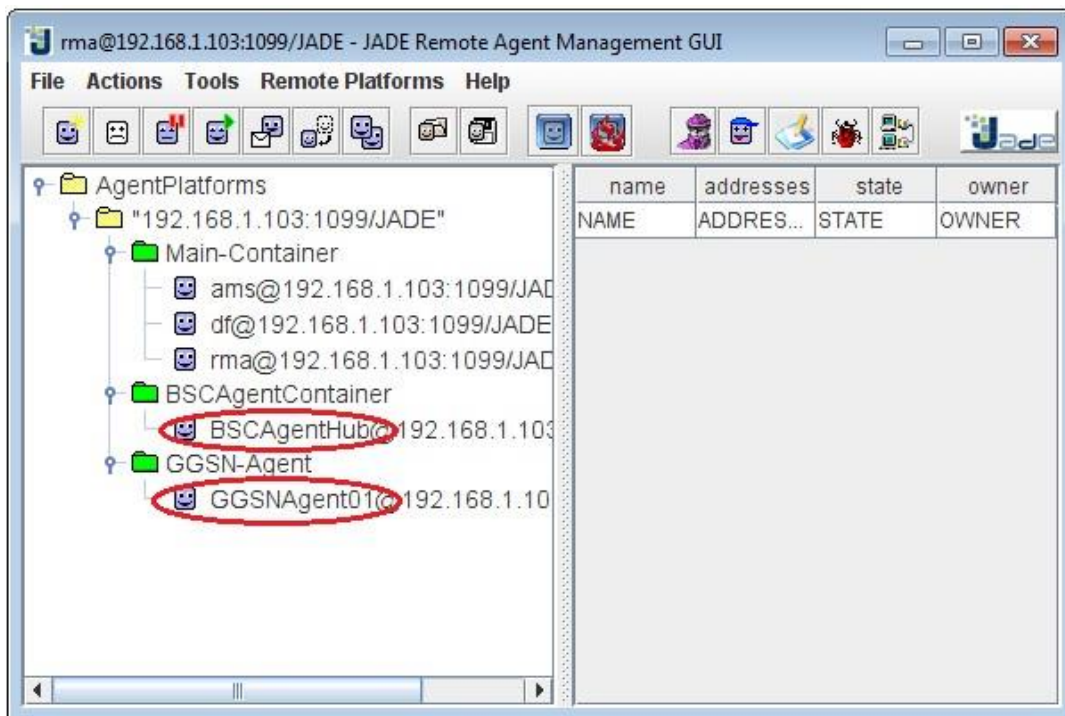 rma@192.168.1.103:1099/JADE - JADE Remote Agent Management GUI
File Actions Tools Remote Platforms Help
Jade
AgentPlatforms
"192.168.1.103:1099/JADE"
Main-Container
ams@192.168.1.103:1099/JAD
df@192.168.1.103:1099/JADE
rma@192.168.1.103:1099/JAD
BSCAgentContainer
BSCAgentHub@192.168.1.103
GGSN-Agent
GGSNAgent01@192.168.1.10
name addresses state owner
NAME ADDRES... STATE OWNER